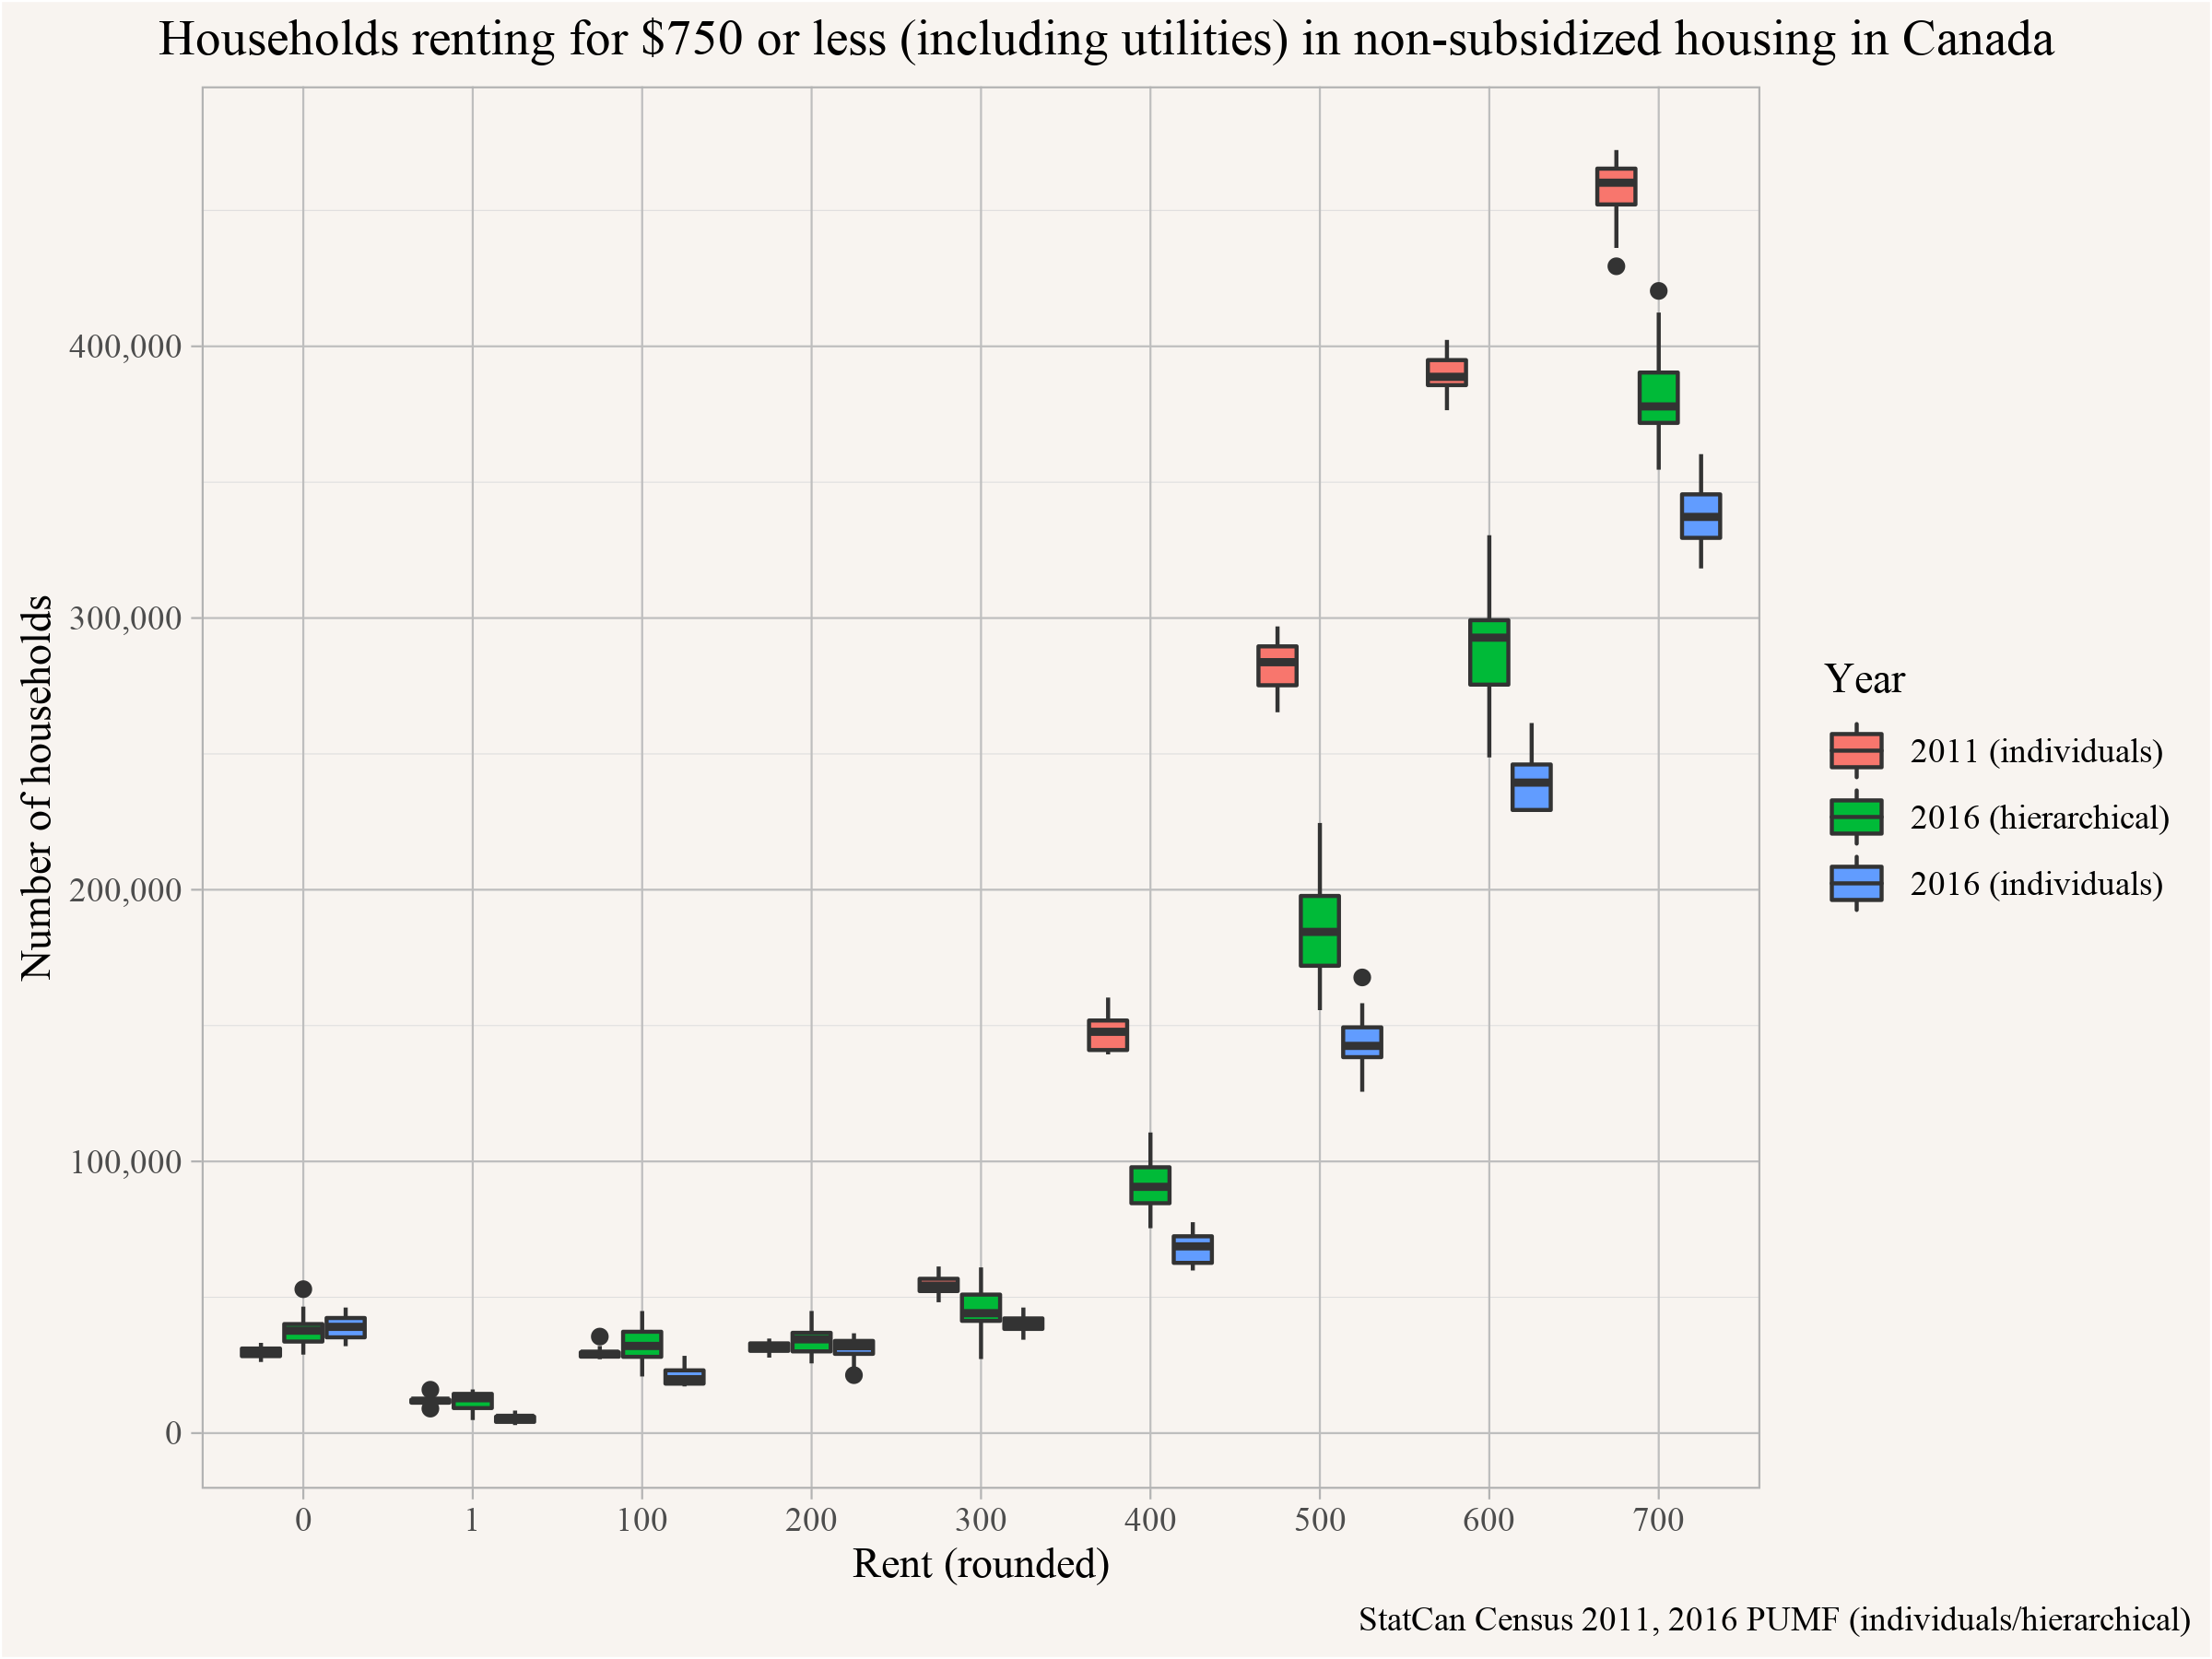 Households renting for $750 or less (including utilities) in non-subsidized housing in Canada
Number of households
400,000
300,000
200,000
100,000
0
0 1 100 200 300 400 500 600 700
Rent (rounded)
Year
2011 (individuals)
2016 (hierarchical)
2016 (individuals)
StatCan Census 2011, 2016 PUMF (individuals/hierarchical)